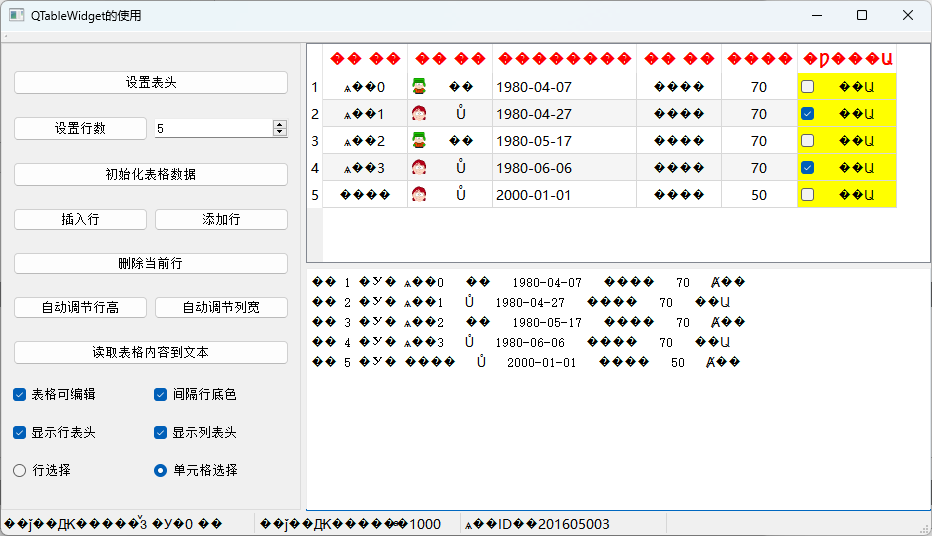 QTableWidget的使用
设置表头
设置行数 5
初始化表格数据
插入行 添加行
删除当前行
自动调节行高 自动调节列宽
读取表格内容到文本
表格可编辑 间隔行底色
显示行表头 显示列表头
行选择 单元格选择
�� �� �� �� �������� �� �� ���� �Ƿ���Ա
1 ѧ��0 �� 1980-04-07 ���� 70 ��Ա
2 ѧ��1 Ů 1980-04-27 ���� 70 ��Ա
3 ѧ��2 �� 1980-05-17 ���� 70 ��Ա
4 ѧ��3 Ů 1980-06-06 ���� 70 ��Ա
5 ���� Ů 2000-01-01 ���� 50 ��Ա
�� 1 �У� ѧ��0 �� 1980-04-07 ���� 70 Ⱥ��
�� 2 �У� ѧ��1 Ů 1980-04-27 ���� 70 ��Ա
�� 3 �У� ѧ��2 �� 1980-05-17 ���� 70 Ⱥ��
�� 4 �У� ѧ��3 Ů 1980-06-06 ���� 70 ��Ա
�� 5 �У� ���� Ů 2000-01-01 ���� 50 Ⱥ��
�У�0 �� 1000 ѧ��ID��201605003